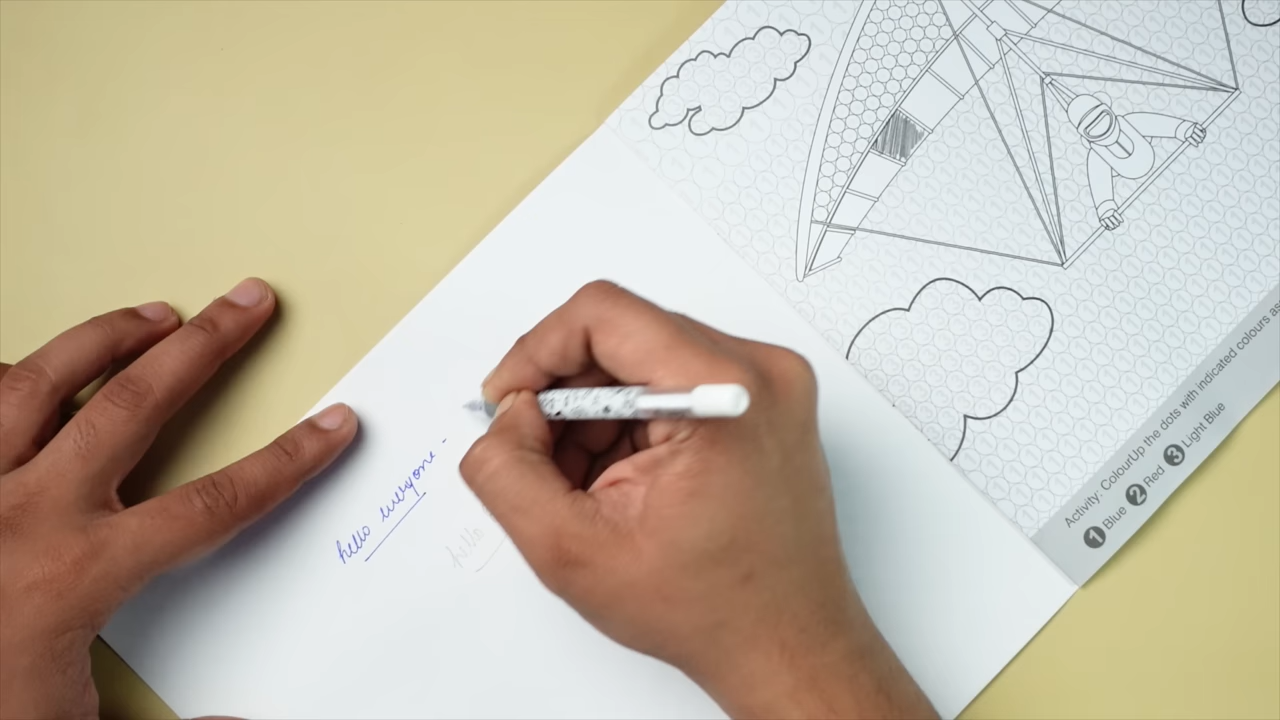 hello everyone -
hello
Activity: ColourUp the dots with indicated colours as
1 Blue 2 Red 3 Light Blue